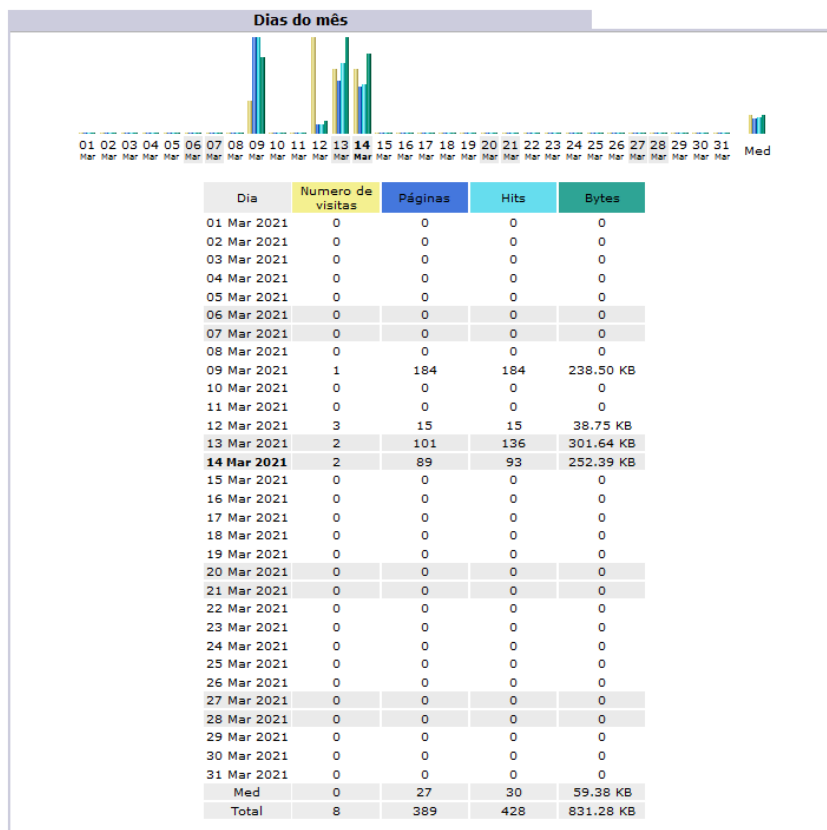 Dias do mês
01 02 03 04 05 06 07 08 09 10 11 12 13 14 15 16 17 18 19 20 21 22 23 24 25 26 27 28 29 30 31
Mar Mar Mar Mar Mar Mar Mar Mar Mar Mar Mar Mar Mar Mar Mar Mar Mar Mar Mar Mar Mar Mar Mar Mar Mar Mar Mar Mar Mar Mar Mar
Med
Dia Numero de visitas Páginas Hits Bytes
01 Mar 2021 0 0 0 0
02 Mar 2021 0 0 0 0
03 Mar 2021 0 0 0 0
04 Mar 2021 0 0 0 0
05 Mar 2021 0 0 0 0
06 Mar 2021 0 0 0 0
07 Mar 2021 0 0 0 0
08 Mar 2021 0 0 0 0
09 Mar 2021 1 184 184 238.50 KB
10 Mar 2021 0 0 0 0
11 Mar 2021 0 0 0 0
12 Mar 2021 3 15 15 38.75 KB
13 Mar 2021 2 101 136 301.64 KB
14 Mar 2021 2 89 93 252.39 KB
15 Mar 2021 0 0 0 0
16 Mar 2021 0 0 0 0
17 Mar 2021 0 0 0 0
18 Mar 2021 0 0 0 0
19 Mar 2021 0 0 0 0
20 Mar 2021 0 0 0 0
21 Mar 2021 0 0 0 0
22 Mar 2021 0 0 0 0
23 Mar 2021 0 0 0 0
24 Mar 2021 0 0 0 0
25 Mar 2021 0 0 0 0
26 Mar 2021 0 0 0 0
27 Mar 2021 0 0 0 0
28 Mar 2021 0 0 0 0
29 Mar 2021 0 0 0 0
30 Mar 2021 0 0 0 0
31 Mar 2021 0 0 0 0
Med 0 27 30 59.38 KB
Total 8 389 428 831.28 KB